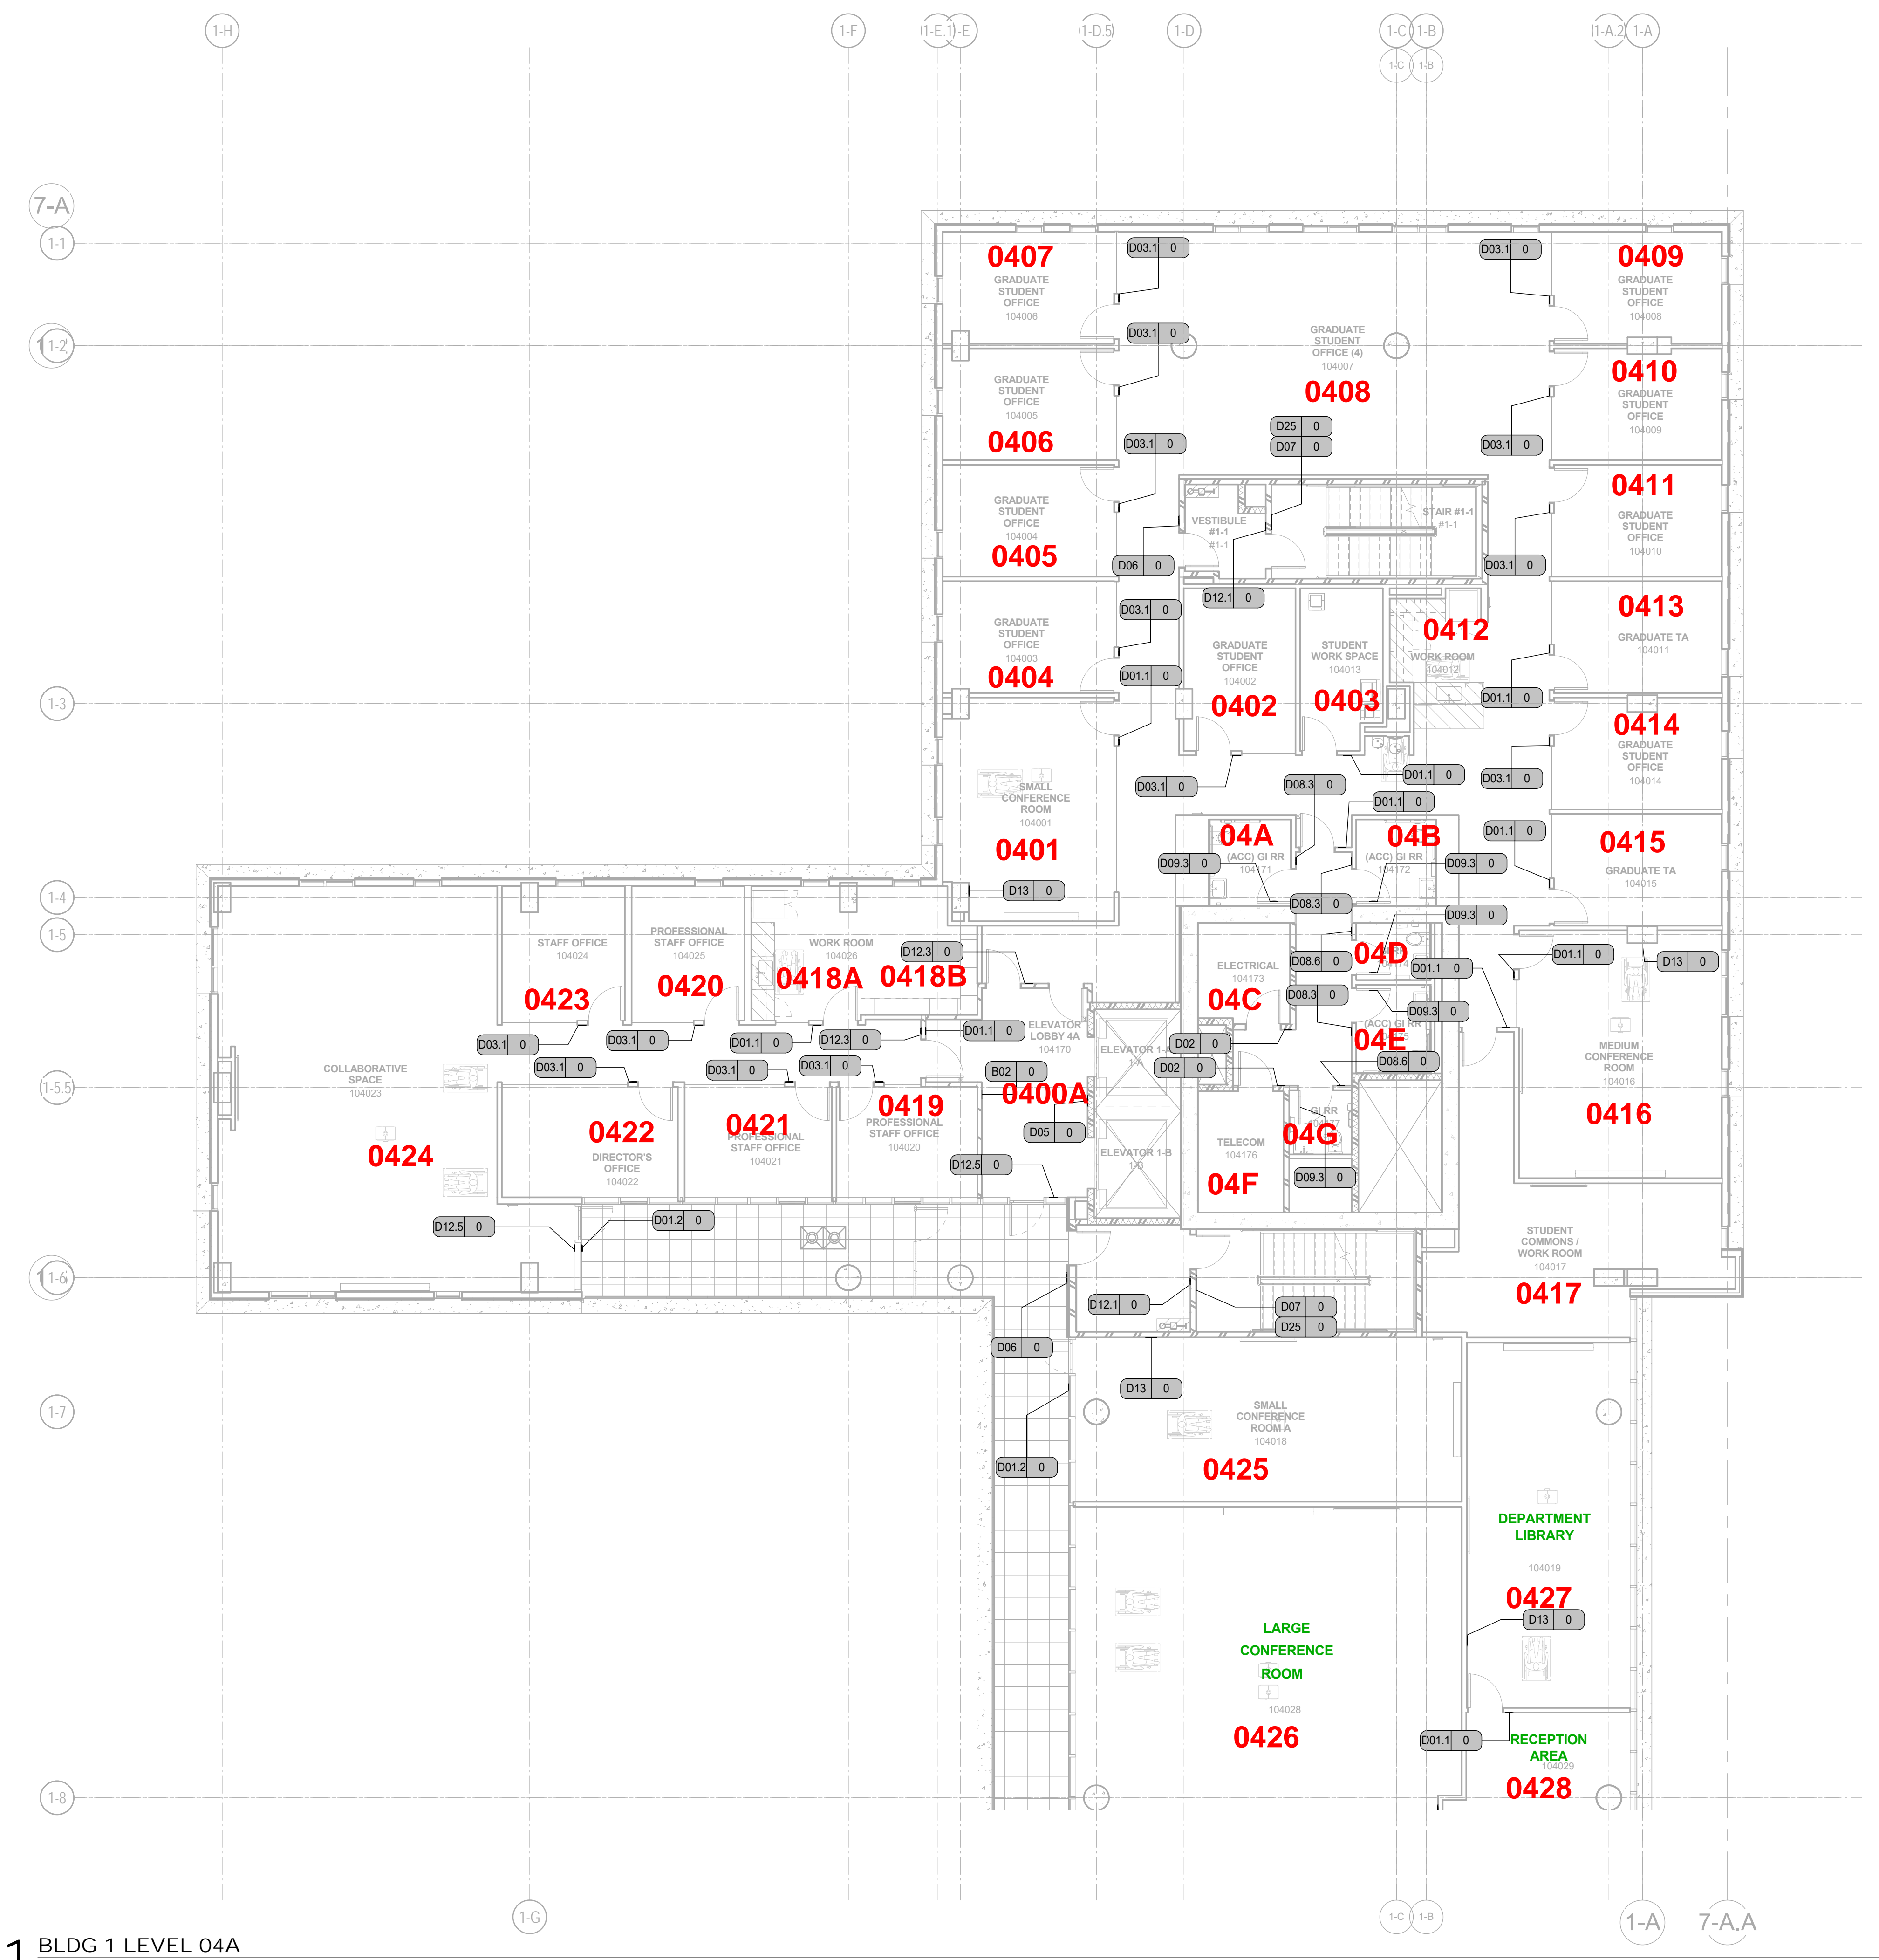 1-H
1-F
(1-E.1)
1-E
(1-D.5)
1-D
1-C
1-B
(1-A.2)
1-A
1-C
1-B
7-A
1-1
0407
GRADUATE
STUDENT
OFFICE
104006
D03.1 0
D03.1 0
0409
GRADUATE
STUDENT
OFFICE
104008
1-2
D03.1 0
GRADUATE
STUDENT
OFFICE (4)
104007
0408
GRADUATE
STUDENT
OFFICE
104005
0406
0410
GRADUATE
STUDENT
OFFICE
104009
D25 0
D07 0
D03.1 0
D03.1 0
GRADUATE
STUDENT
OFFICE
104004
0405
VESTIBULE
#1-1
#1-1
STAIR #1-1
#1-1
0411
GRADUATE
STUDENT
OFFICE
104010
D06 0
D03.1 0
D12.1 0
D03.1 0
GRADUATE
STUDENT
OFFICE
104003
0404
D01.1 0
GRADUATE
STUDENT
OFFICE
104002
0402
STUDENT
WORK SPACE
104013
0403
0412
WORK ROOM
104012
0413
GRADUATE TA
104011
D01.1 0
1-3
0414
GRADUATE
STUDENT
OFFICE
104014
D03.1 0
D01.1 0
D03.1 0
D08.3 0
D01.1 0
SMALL
CONFERENCE
ROOM
104001
0401
04A
(ACC) GI RR
104171
04B
(ACC) GI RR
104172
D01.1 0
0415
GRADUATE TA
104015
D09.3 0
D09.3 0
D13 0
D08.3 0
D09.3 0
1-4
1-5
STAFF OFFICE
104024
0423
PROFESSIONAL
STAFF OFFICE
104025
0420
WORK ROOM
104026
0418A
0418B
D12.3 0
ELECTRICAL
104173
04C
D08.6 0
04D
D01.1 0
D01.1 0
D13 0
D08.3 0
D09.3 0
(ACC) GI RR
04E
D03.1 0
D03.1 0
D01.1 0
D12.3 0
D01.1 0
ELEVATOR
LOBBY 4A
104170
ELEVATOR 1-A
1-A
D02 0
D02 0
D08.6 0
MEDIUM
CONFERENCE
ROOM
104016
0416
1-5.5
COLLABORATIVE
SPACE
104023
0424
D03.1 0
D03.1 0
D03.1 0
B02 0
0400A
0422
DIRECTOR'S
OFFICE
104022
0421
PROFESSIONAL
STAFF OFFICE
104021
0419
PROFESSIONAL
STAFF OFFICE
104020
D05 0
ELEVATOR 1-B
1-B
TELECOM
104176
04F
GI RR
04G
D09.3 0
D12.5 0
D12.5 0
D01.2 0
STUDENT
COMMONS /
WORK ROOM
104017
0417
1-6
D12.1 0
D07 0
D25 0
D06 0
D13 0
1-7
SMALL
CONFERENCE
ROOM A
104018
0425
D01.2 0
DEPARTMENT
LIBRARY
104019
0427
D13 0
LARGE
CONFERENCE
ROOM
104028
0426
D01.1 0
RECEPTION
AREA
104029
0428
1-8
1-G
1-C
1-B
1-A
7-A.A
1
BLDG 1 LEVEL 04A